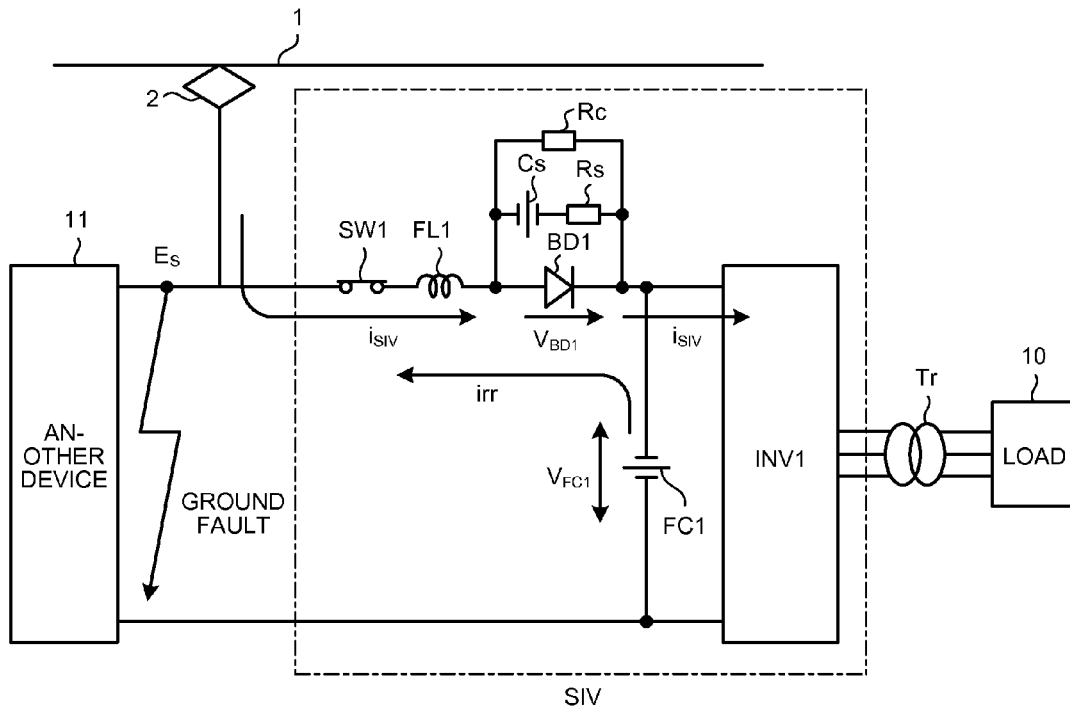 1
2
Rc
Cs
Rs
SW1
FL1
BD1
11
ES
iSIV
VBD1
iSIV
10
irr
Tr
AN-
OTHER
DEVICE
GROUND
FAULT
VFC1
FC1
INV1
LOAD
SIV